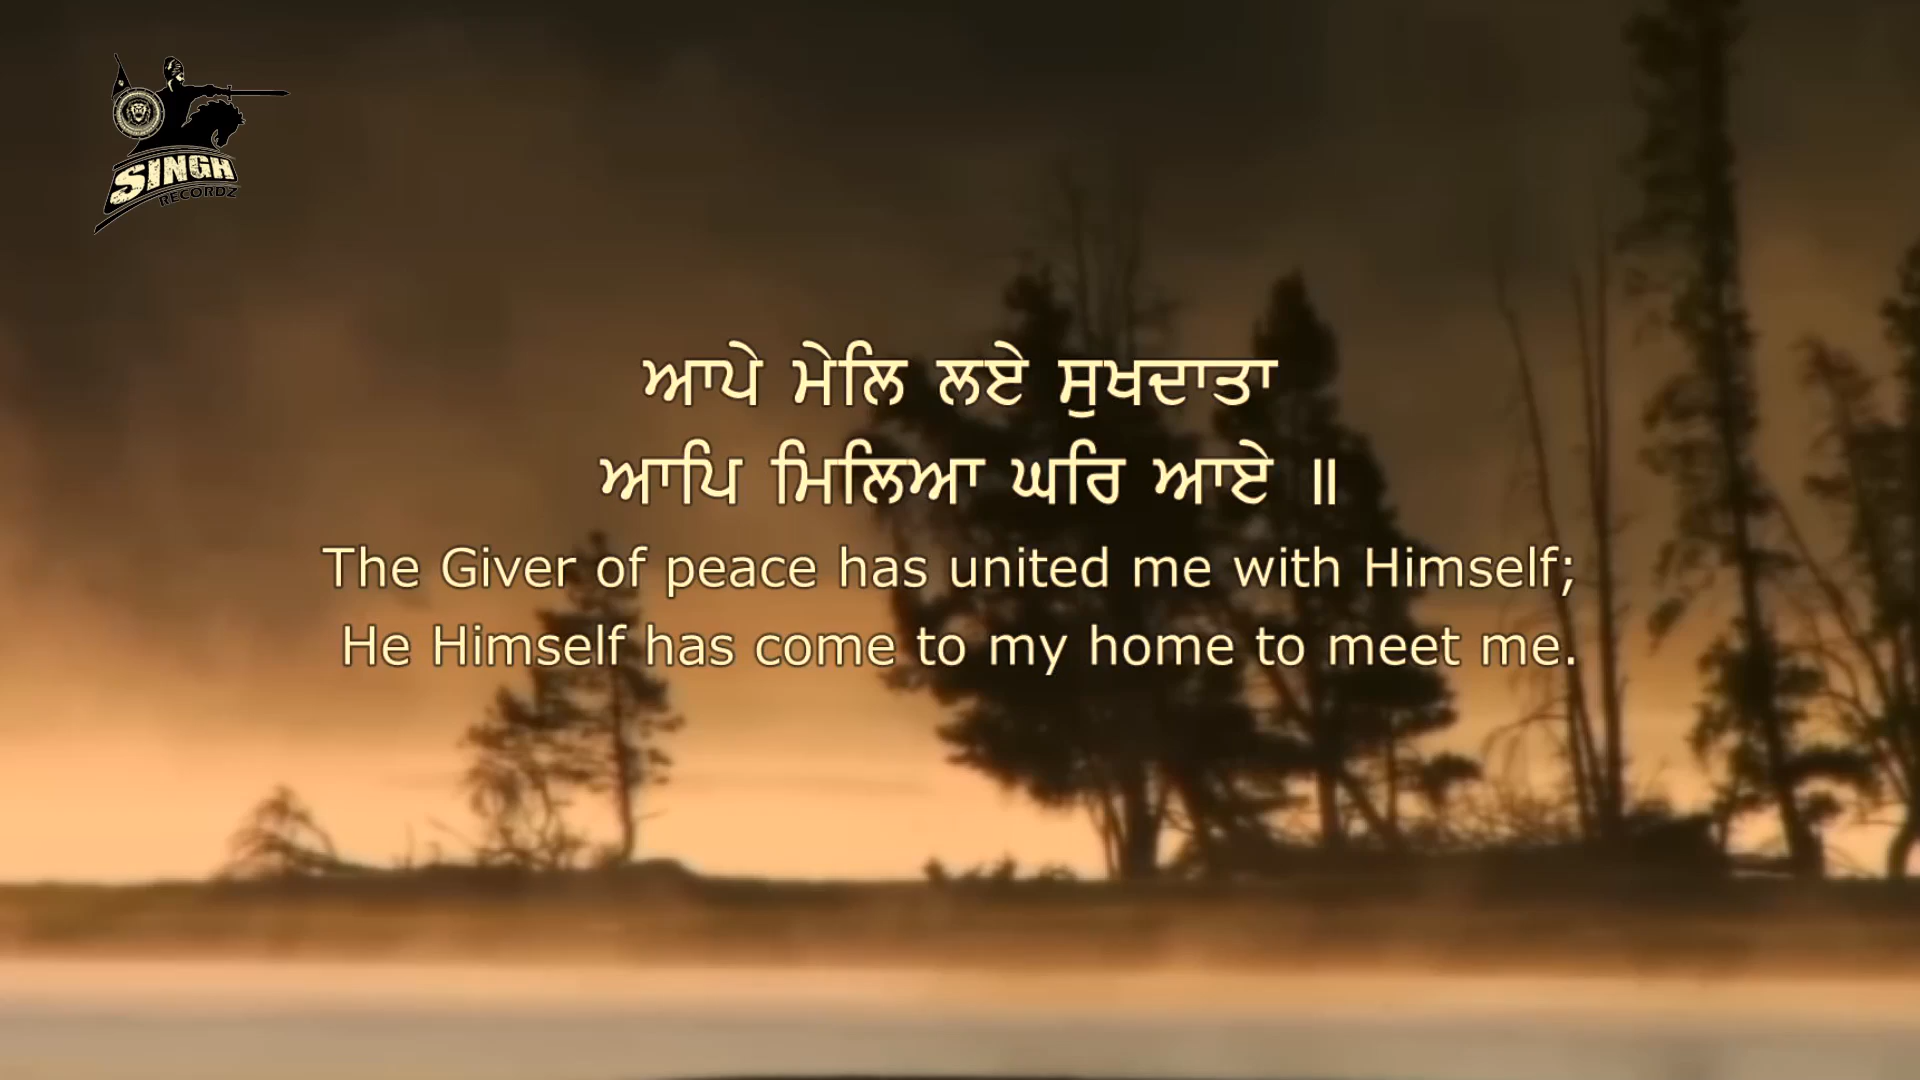 SINGH
RECORDZ
ਆਪੇ ਮੇਲਿ ਲਏ ਸੁਖਦਾਤਾ
ਆਪਿ ਮਿਲਿਆ ਘਰਿ ਆਏ ॥
The Giver of peace has united me with Himself;
He Himself has come to my home to meet me.